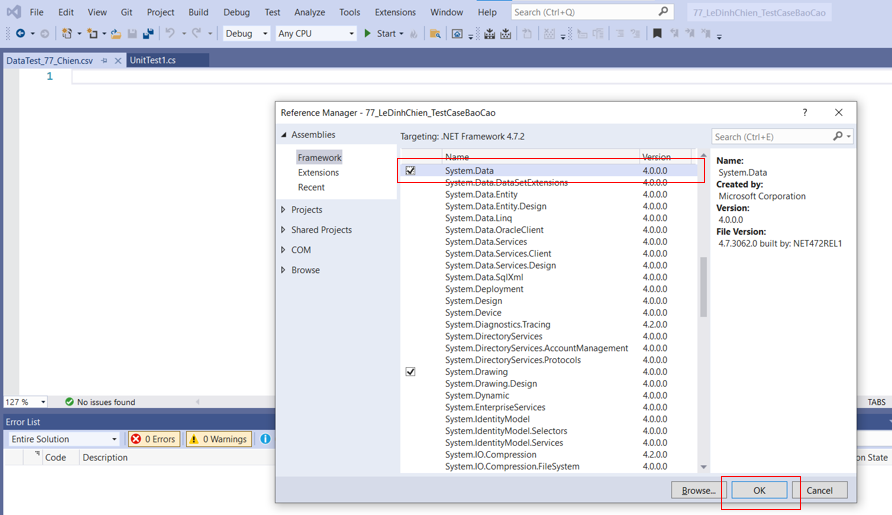 File Edit View Git Project Build Debug Test Analyze Tools Extensions Window Help Search (Ctrl+Q) 77_LeDinhChien_TestCaseBaoCao
Debug Any CPU Start
DataTest_77_Chien.csv UnitTest1.cs
1
Reference Manager - 77_LeDinhChien_TestCaseBaoCao ?
Assemblies
Framework
Extensions
Recent
Projects
Shared Projects
COM
Browse
Targeting: .NET Framework 4.7.2
Name Version
System.Data 4.0.0.0
System.Data.DataSetExtensions 4.0.0.0
System.Data.Entity 4.0.0.0
System.Data.Entity.Design 4.0.0.0
System.Data.Linq 4.0.0.0
System.Data.OracleClient 4.0.0.0
System.Data.Services 4.0.0.0
System.Data.Services.Client 4.0.0.0
System.Data.Services.Design 4.0.0.0
System.Data.SqlXml 4.0.0.0
System.Deployment 4.0.0.0
System.Design 4.0.0.0
System.Device 4.0.0.0
System.Diagnostics.Tracing 4.2.0.0
System.DirectoryServices 4.0.0.0
System.DirectoryServices.AccountManagement 4.0.0.0
System.DirectoryServices.Protocols 4.0.0.0
System.Drawing 4.0.0.0
System.Drawing.Design 4.0.0.0
System.Dynamic 4.0.0.0
System.EnterpriseServices 4.0.0.0
System.IdentityModel 4.0.0.0
System.IdentityModel.Selectors 4.0.0.0
System.IdentityModel.Services 4.0.0.0
System.IO.Compression 4.2.0.0
System.IO.Compression.FileSystem 4.0.0.0
Search (Ctrl+E)
Name:
System.Data
Created by:
Microsoft Corporation
Version:
4.0.0.0
File Version:
4.7.3062.0 built by: NET472REL1
Browse... OK Cancel
127 % No issues found TABS
Error List
Entire Solution 0 Errors 0 Warnings
Code Description on State